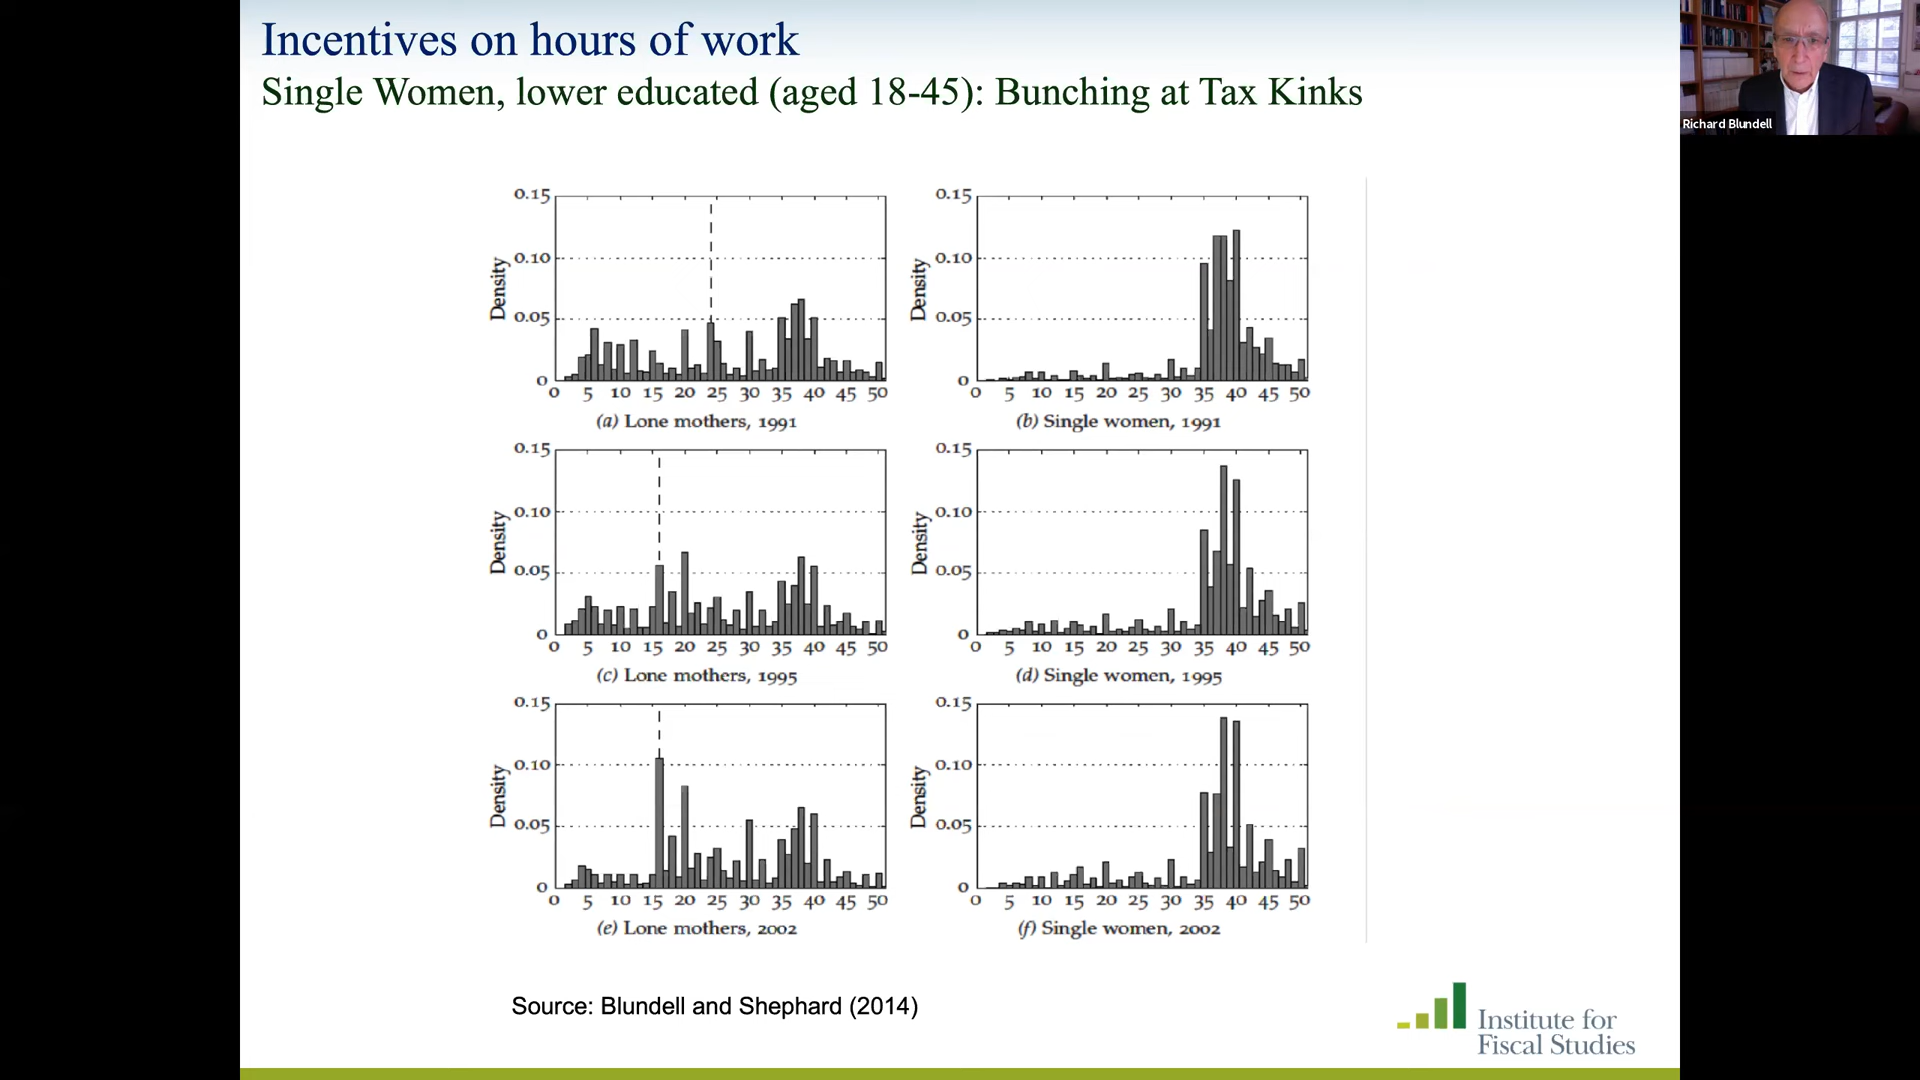 Incentives on hours of work
Single Women, lower educated (aged 18-45): Bunching at Tax Kinks
Richard Blundell
0.15
0.10
0.05
0
Density
0 5 10 15 20 25 30 35 40 45 50
(a) Lone mothers, 1991
0.15
0.10
0.05
0
Density
0 5 10 15 20 25 30 35 40 45 50
(b) Single women, 1991
0.15
0.10
0.05
0
Density
0 5 10 15 20 25 30 35 40 45 50
(c) Lone mothers, 1995
0.15
0.10
0.05
0
Density
0 5 10 15 20 25 30 35 40 45 50
(d) Single women, 1995
0.15
0.10
0.05
0
Density
0 5 10 15 20 25 30 35 40 45 50
(e) Lone mothers, 2002
0.15
0.10
0.05
0
Density
0 5 10 15 20 25 30 35 40 45 50
(f) Single women, 2002
Source: Blundell and Shephard (2014)
Institute for
Fiscal Studies